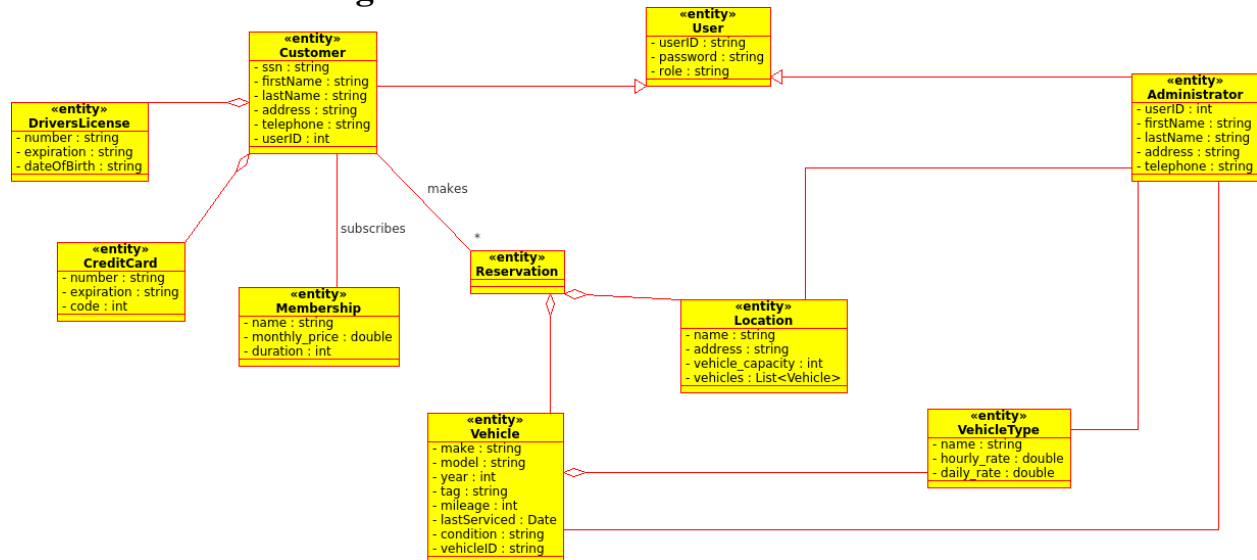 «entity»
User
- userID : string
- password : string
- role : string
«entity»
Customer
- ssn : string
- firstName : string
- lastName : string
- address : string
- telephone : string
- userID : int
«entity»
Administrator
- userID : int
- firstName : string
- lastName : string
- address : string
- telephone : string
«entity»
DriversLicense
- number : string
- expiration : string
- dateOfBirth : string
makes
subscribes
*
«entity»
CreditCard
- number : string
- expiration : string
- code : int
«entity»
Reservation
«entity»
Membership
- name : string
- monthly_price : double
- duration : int
«entity»
Location
- name : string
- address : string
- vehicle_capacity : int
- vehicles : List<Vehicle>
«entity»
Vehicle
- make : string
- model : string
- year : int
- tag : string
- mileage : int
- lastServiced : Date
- condition : string
- vehicleID : string
«entity»
VehicleType
- name : string
- hourly_rate : double
- daily_rate : double